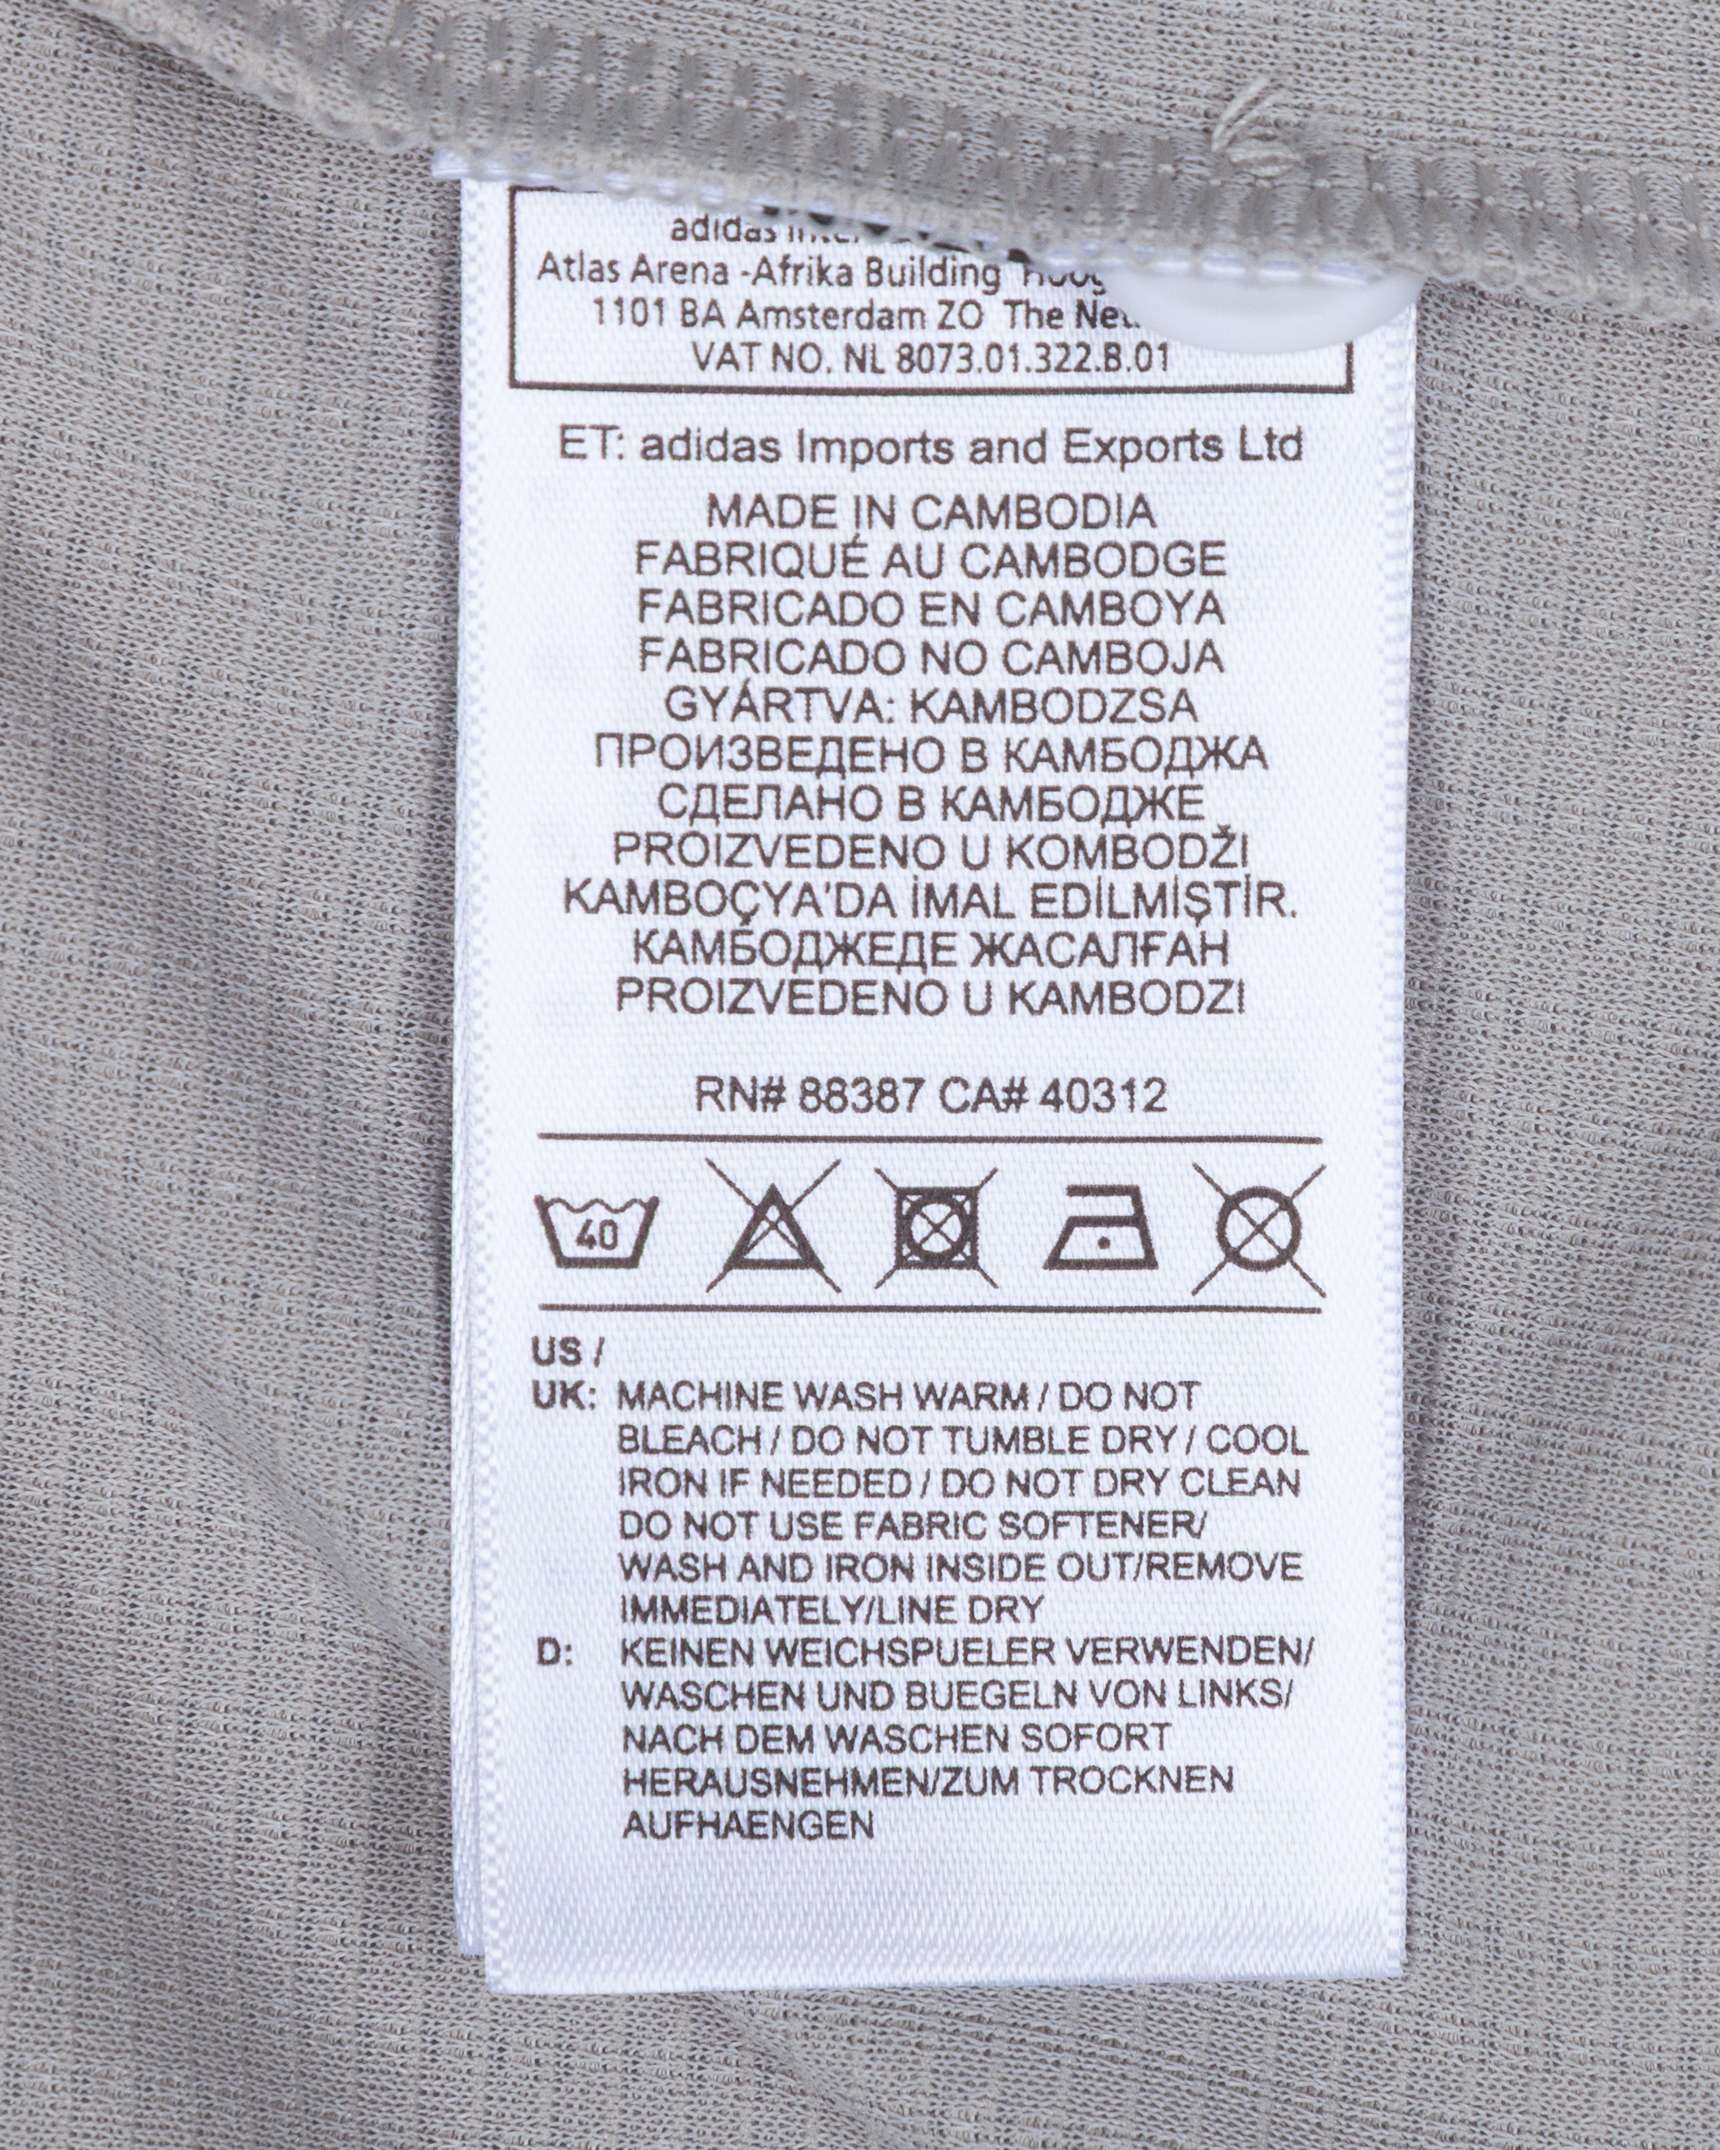 adidas
Atlas Arena -Afrika Building
1101 BA Amsterdam ZO The
VAT NO. NL 8073.01.322.B.01
ET: adidas Imports and Exports Ltd
MADE IN CAMBODIA
FABRIQUÉ AU CAMBODGE
FABRICADO EN CAMBOYA
FABRICADO NO CAMBOJA
GYÁRTVA: KAMBODZSA
ПРОИЗВЕДЕНО В КАМБОДЖА
СДЕЛАНО В КАМБОДЖЕ
PROIZVEDENO U KOMBODŽI
KAMBOÇYA'DA İMAL EDİLMİŞTİR.
КАМБОДЖЕДЕ ЖАСАЛҒАН
PROIZVEDENO U KAMBODZI
RN# 88387 CA# 40312
40
US /
UK: MACHINE WASH WARM / DO NOT
BLEACH / DO NOT TUMBLE DRY / COOL
IRON IF NEEDED / DO NOT DRY CLEAN
DO NOT USE FABRIC SOFTENER/
WASH AND IRON INSIDE OUT/REMOVE
IMMEDIATELY/LINE DRY
D: KEINEN WEICHSPUELER VERWENDEN/
WASCHEN UND BUEGELN VON LINKS/
NACH DEM WASCHEN SOFORT
HERAUSNEHMEN/ZUM TROCKNEN
AUFHAENGEN